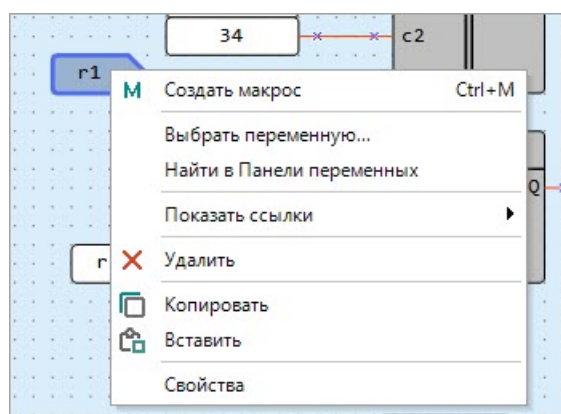 34
c2
r1
M Создать макрос Ctrl+M
Выбрать переменную...
Найти в Панели переменных
Q
Показать ссылки
r
Удалить
Копировать
Вставить
Свойства